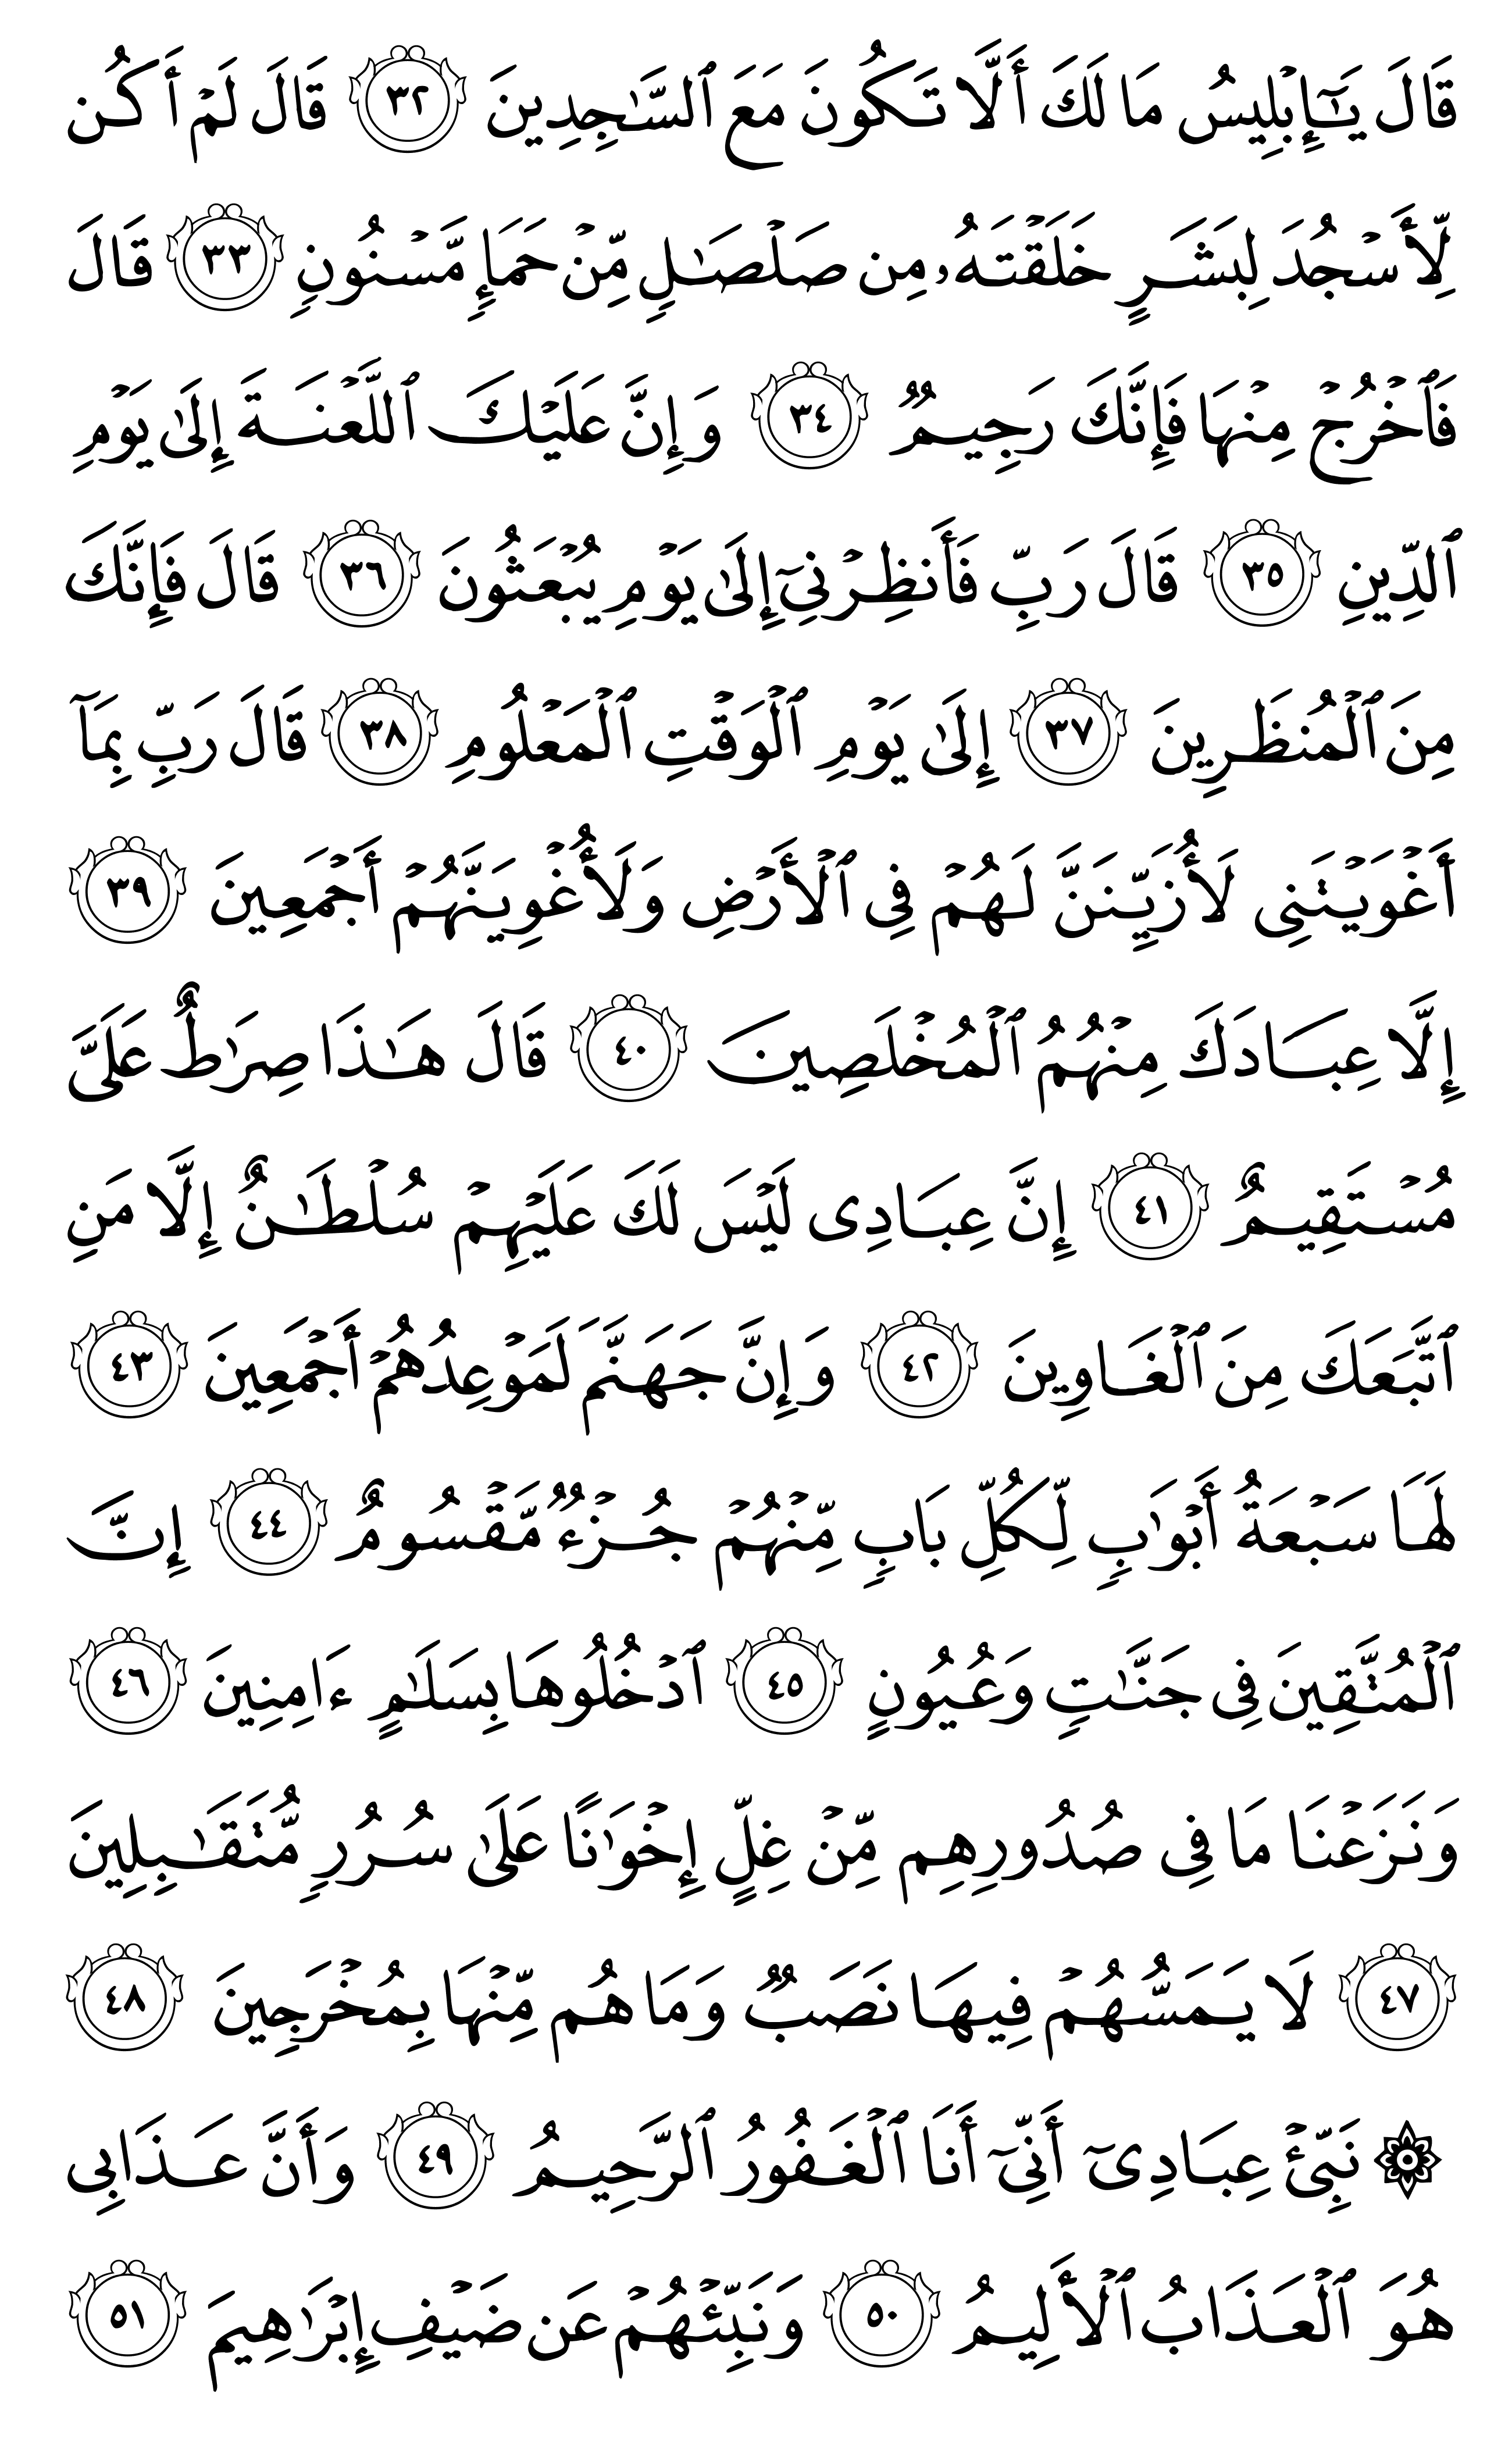 قَالَ يَٰٓإِبْلِيسُ مَا لَكَ أَلَّا تَكُونَ مَعَ ٱلسَّٰجِدِينَ ٣٢ قَالَ لَمْ أَكُن
لِّأَسْجُدَ لِبَشَرٍ خَلَقْتَهُۥ مِن صَلْصَٰلٍ مِّنْ حَمَإٍ مَّسْنُونٍ ٣٣ قَالَ
فَٱخْرُجْ مِنْهَا فَإِنَّكَ رَجِيمٌ ٣٤ وَإِنَّ عَلَيْكَ ٱللَّعْنَةَ إِلَىٰ يَوْمِ
ٱلدِّينِ ٣٥ قَالَ رَبِّ فَأَنظِرْنِىٓ إِلَىٰ يَوْمِ يُبْعَثُونَ ٣٦ قَالَ فَإِنَّكَ
مِنَ ٱلْمُنظَرِينَ ٣٧ إِلَىٰ يَوْمِ ٱلْوَقْتِ ٱلْمَعْلُومِ ٣٨ قَالَ رَبِّ بِمَآ
أَغْوَيْتَنِى لَأُزَيِّنَنَّ لَهُمْ فِى ٱلْأَرْضِ وَلَأُغْوِيَنَّهُمْ أَجْمَعِينَ ٣٩
إِلَّا عِبَادَكَ مِنْهُمُ ٱلْمُخْلَصِينَ ٤٠ قَالَ هَٰذَا صِرَٰطٌ عَلَىَّ
مُسْتَقِيمٌ ٤١ إِنَّ عِبَادِى لَيْسَ لَكَ عَلَيْهِمْ سُلْطَٰنٌ إِلَّا مَنِ
ٱتَّبَعَكَ مِنَ ٱلْغَاوِينَ ٤٢ وَإِنَّ جَهَنَّمَ لَمَوْعِدُهُمْ أَجْمَعِينَ ٤٣
لَهَا سَبْعَةُ أَبْوَٰبٍ لِّكُلِّ بَابٍ مِّنْهُمْ جُزْءٌ مَّقْسُومٌ ٤٤ إِنَّ
ٱلْمُتَّقِينَ فِى جَنَّٰتٍ وَعُيُونٍ ٤٥ ٱدْخُلُوهَا بِسَلَٰمٍ ءَامِنِينَ ٤٦
وَنَزَعْنَا مَا فِى صُدُورِهِم مِّنْ غِلٍّ إِخْوَٰنًا عَلَىٰ سُرُرٍ مُّتَقَٰبِلِينَ
٤٧ لَا يَمَسُّهُمْ فِيهَا نَصَبٌ وَمَا هُم مِّنْهَا بِمُخْرَجِينَ ٤٨
۞ نَبِّئْ عِبَادِىٓ أَنِّىٓ أَنَا ٱلْغَفُورُ ٱلرَّحِيمُ ٤٩ وَأَنَّ عَذَابِى
هُوَ ٱلْعَذَابُ ٱلْأَلِيمُ ٥٠ وَنَبِّئْهُمْ عَن ضَيْفِ إِبْرَٰهِيمَ ٥١